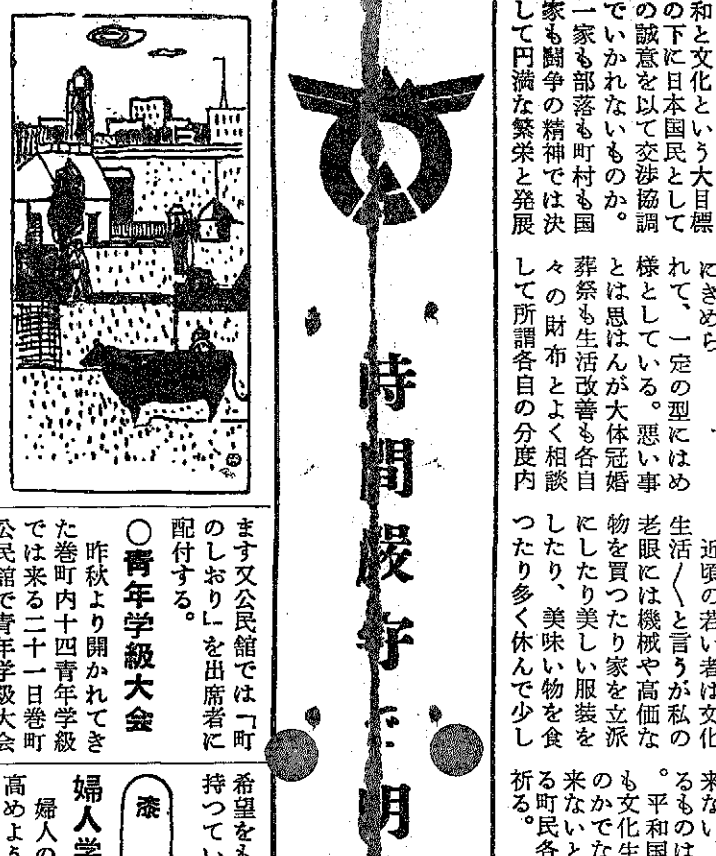 和と文化という大目標
の下に日本国民として
の誠意を以て交渉協調
でいかれないものか。
一家も部落も町村も国
家も闘争の精神では決
して円満な繁栄と発展
にきめら
れて、一定の型にはめ
様としている。悪い事
とは思はんが大体冠婚
葬祭も生活改善も各自
々の財布とよく相談
して所謂各自の分度内
近頃の若い者は文化
生活〱と言うが私の
老眼には機械や高価な
物を買つたり家を立派
にしたり美しい服装を
したり、美味い物を食
つたり多く休んで少し
来ない
るものは
。平和国
も文化生
のかでな
来ないと
る町民各
祈る。
時間厳守で明
ます又公民館では「町
のしおり」を出席者に
配付する。
○青年学級大会
昨秋より開かれてき
た巻町内十四青年学級
では来る二十一日巻町
公民館で青年学級大会
希望をも
持つてい
漆
婦人学
婦人の
高めよう